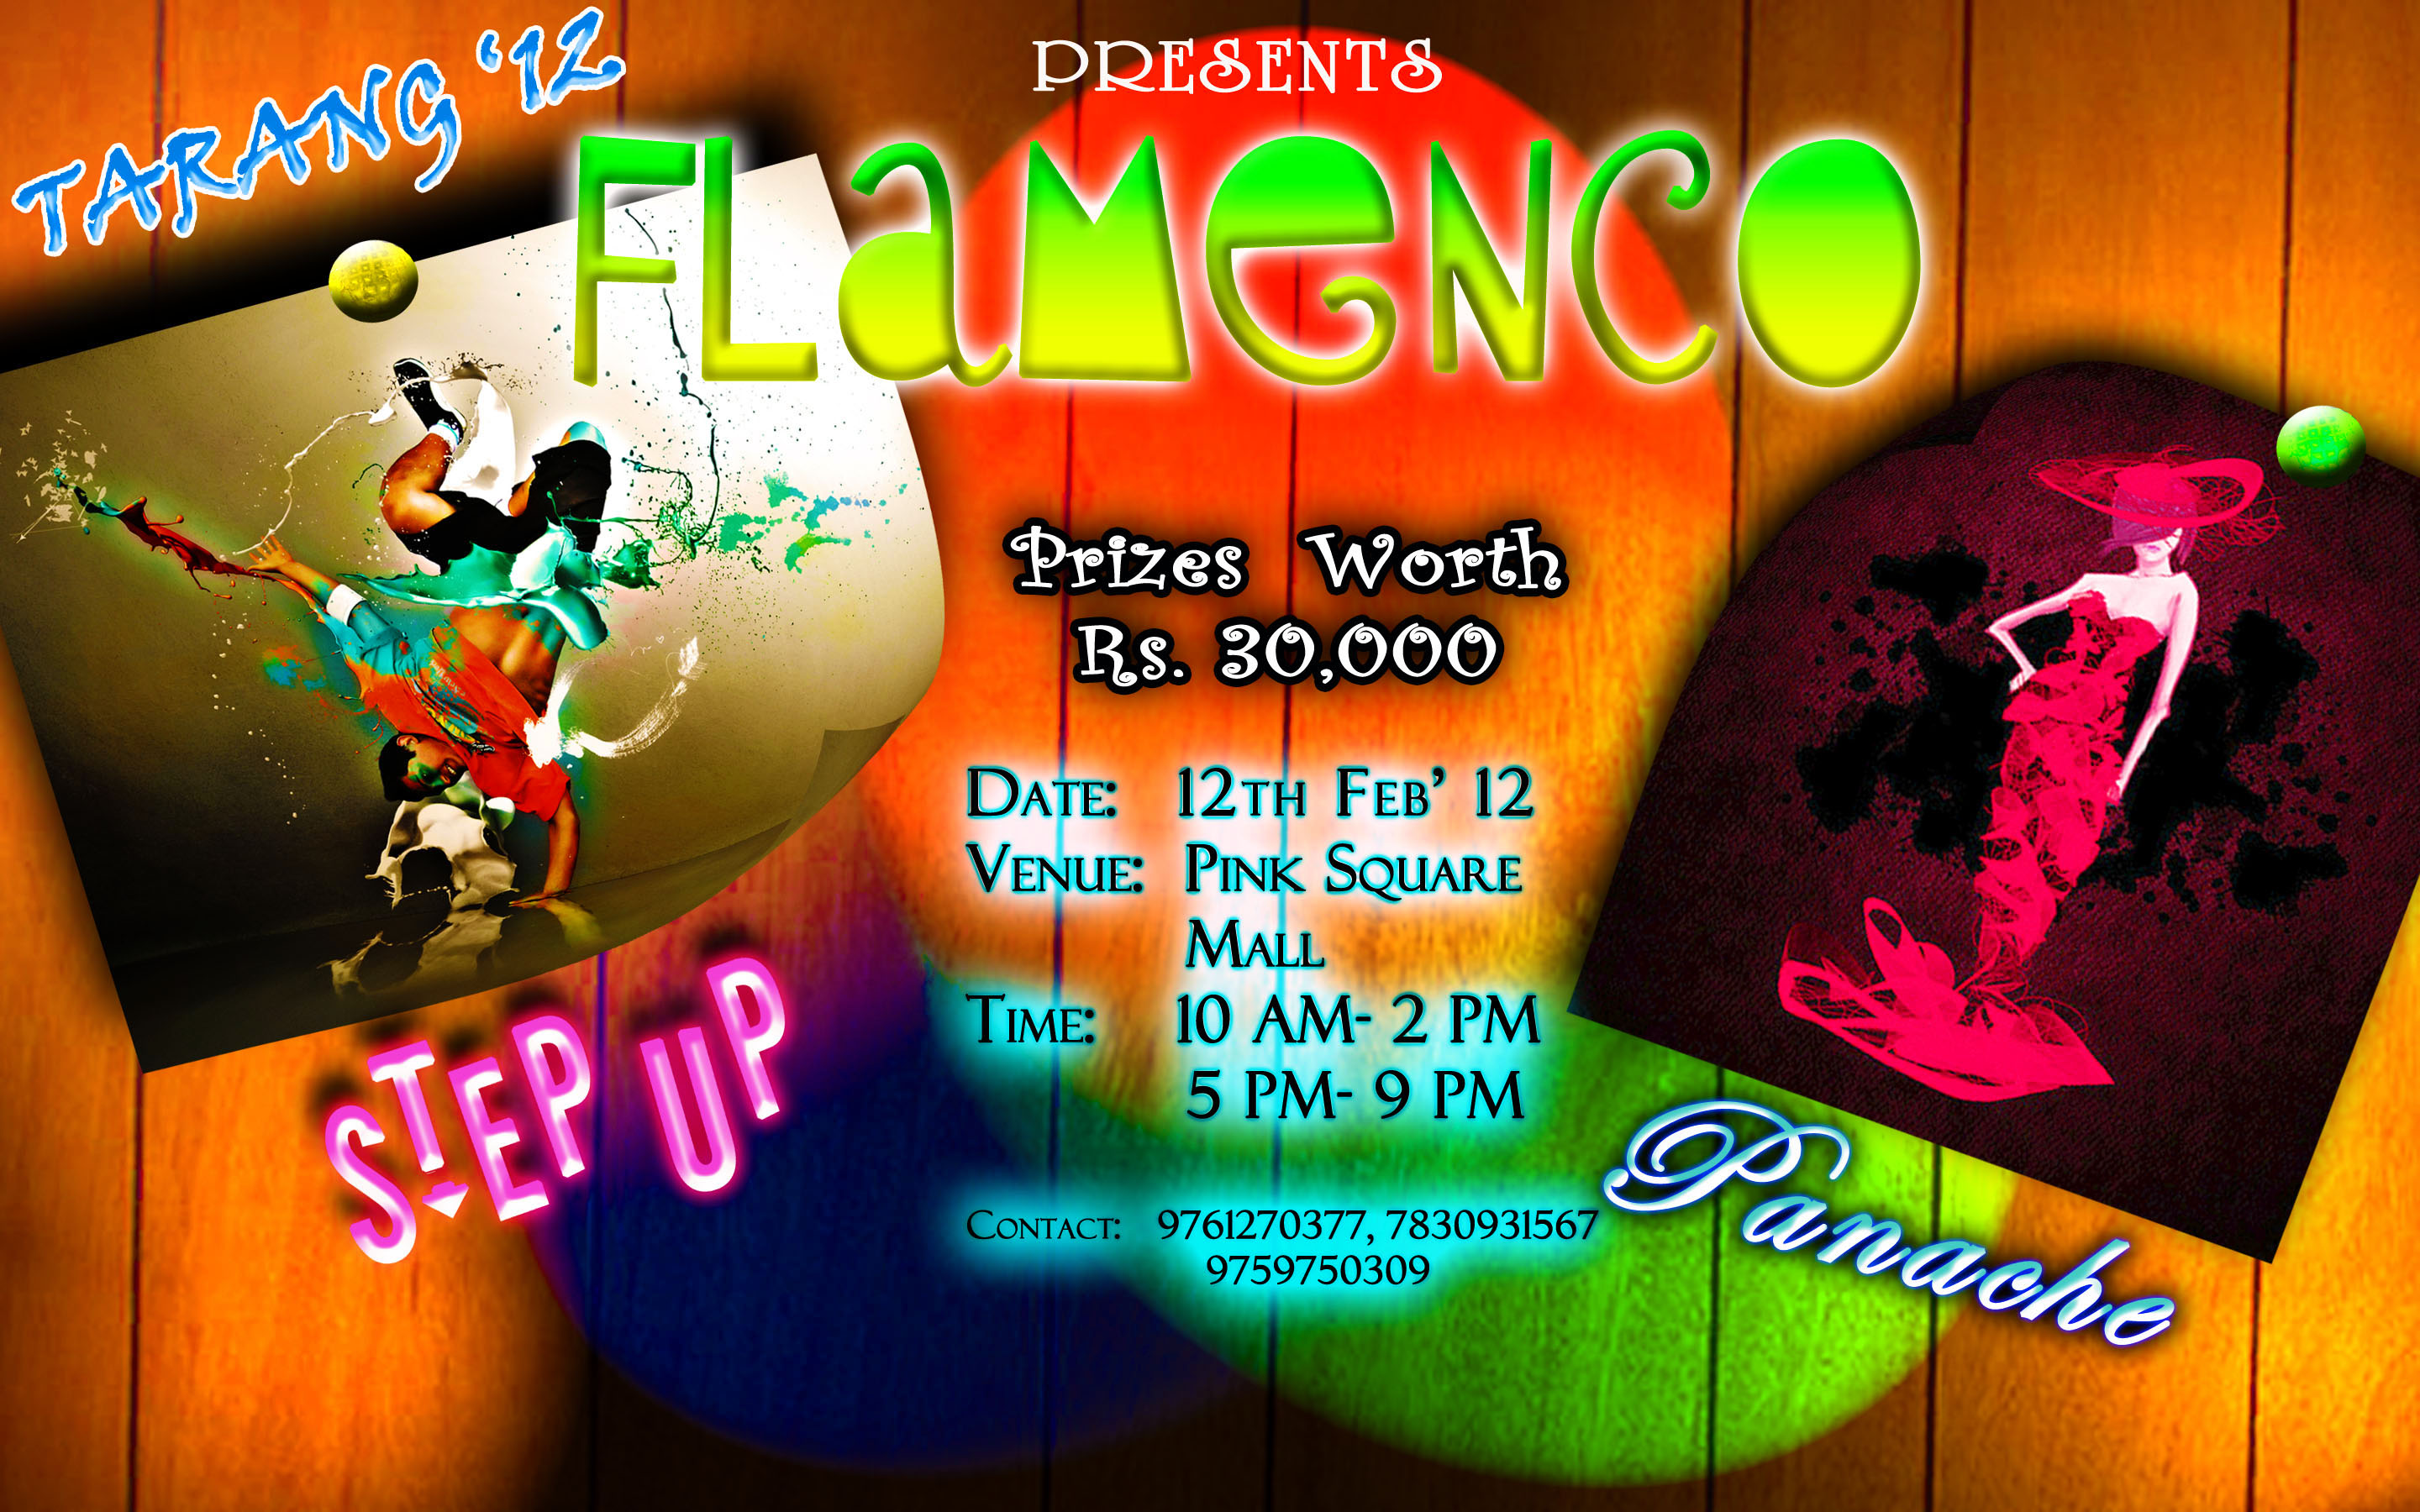 TARANG '12
PRESENTS
FLamenco
Prizes Worth
Rs. 30,000
DATE: 12TH FEB' 12
VENUE: PINK SQUARE
MALL
TIME: 10 AM- 2 PM
5 PM- 9 PM
CONTACT: 9761270377, 7830931567
9759750309
STEP UP
Panache